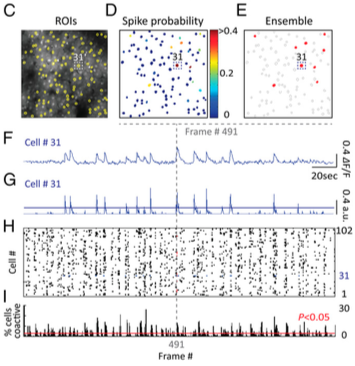 C ROIs
31
D Spike probability
31
>0.4
0.2
0
E Ensemble
31
Frame # 491
F Cell # 31
0.4 ΔF/F
20sec
G Cell # 31
0.4 a.u.
H
Cell #
102
31
1
I
% cells
coactive
P<0.05
30
0
491
Frame #